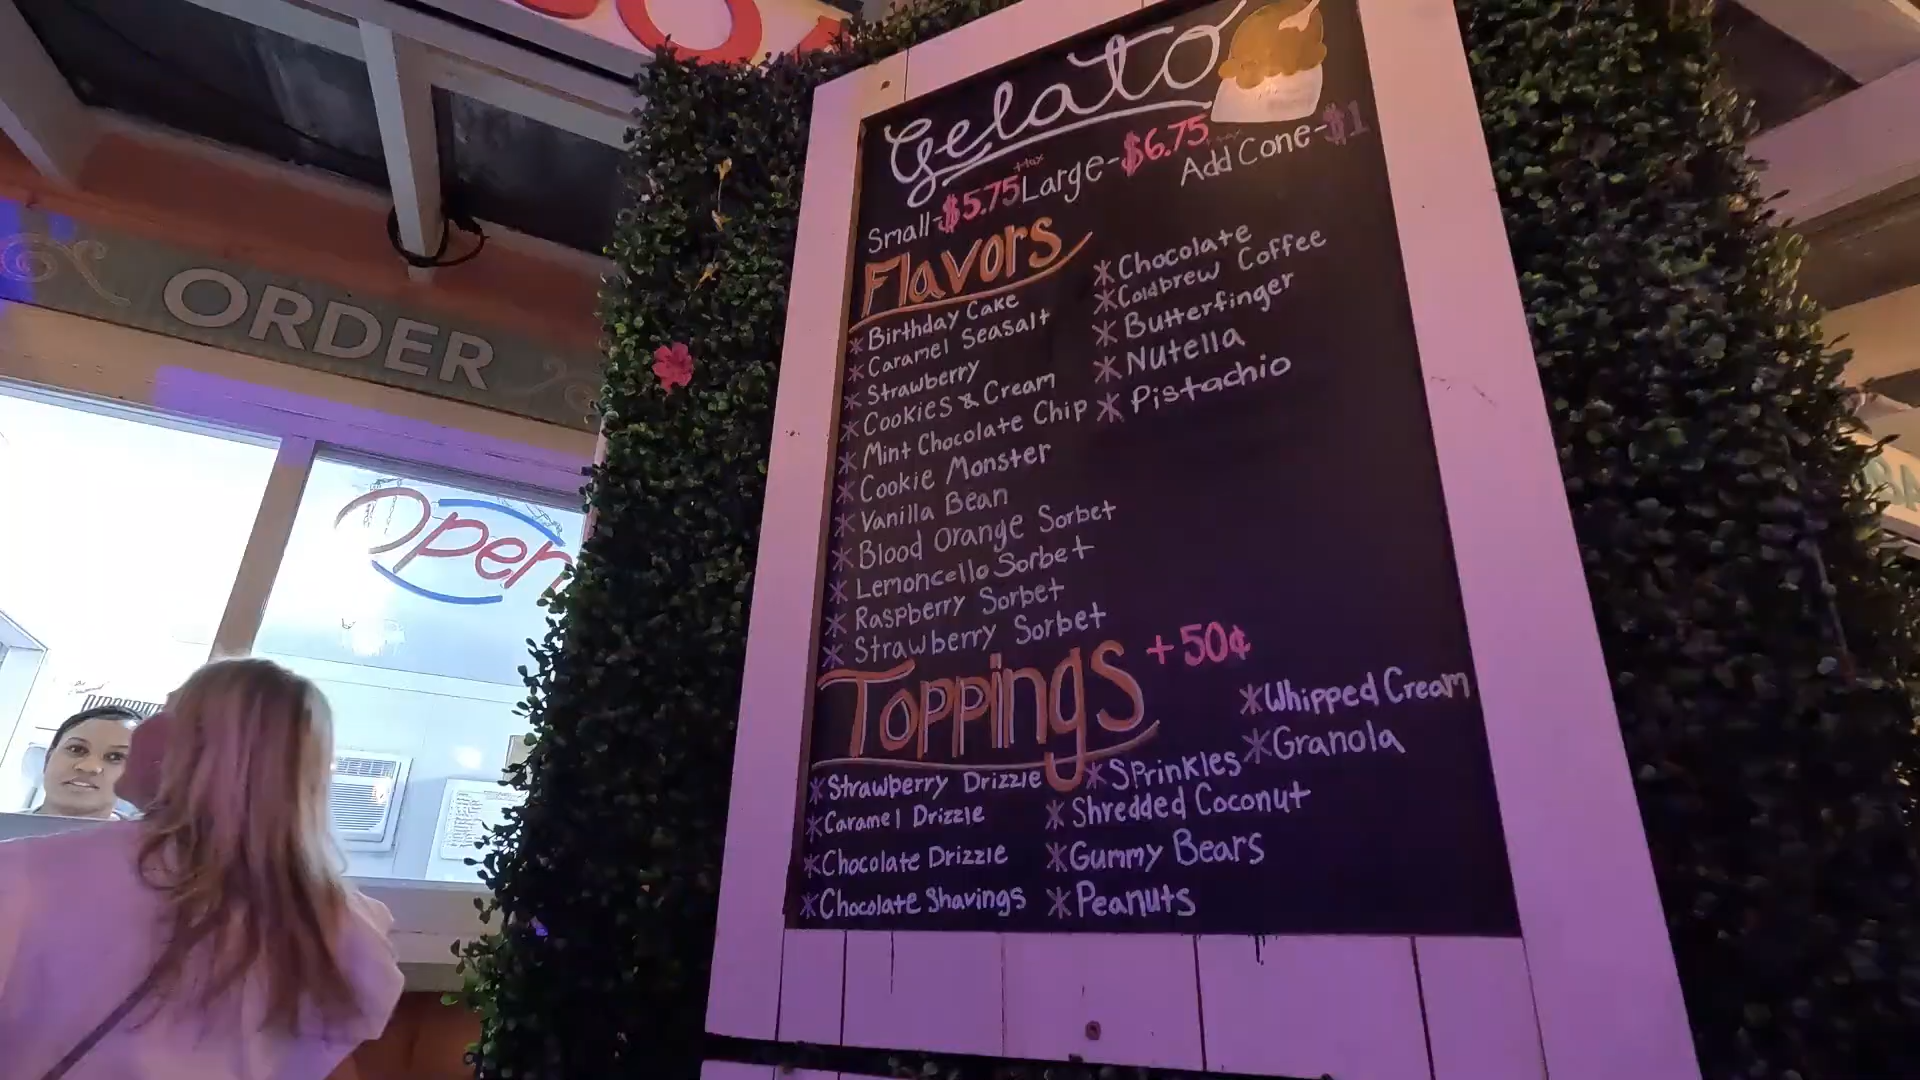 ORDER
Open
Gelato
Small-$5.75 +tax Large-$6.75
Add Cone-$1
Flavors
* Birthday Cake
* Caramel Seasalt
* Strawberry
* Cookies & Cream
* Mint Chocolate Chip
* Cookie Monster
* Vanilla Bean
* Blood Orange Sorbet
* Lemoncello Sorbet
* Raspberry Sorbet
* Strawberry Sorbet
* Chocolate
* Coldbrew Coffee
* Butterfinger
* Nutella
* Pistachio
Toppings +50¢
* Strawberry Drizzle
* Caramel Drizzle
* Chocolate Drizzle
* Chocolate Shavings
* Sprinkles
* Shredded Coconut
* Gummy Bears
* Peanuts
* Whipped Cream
* Granola